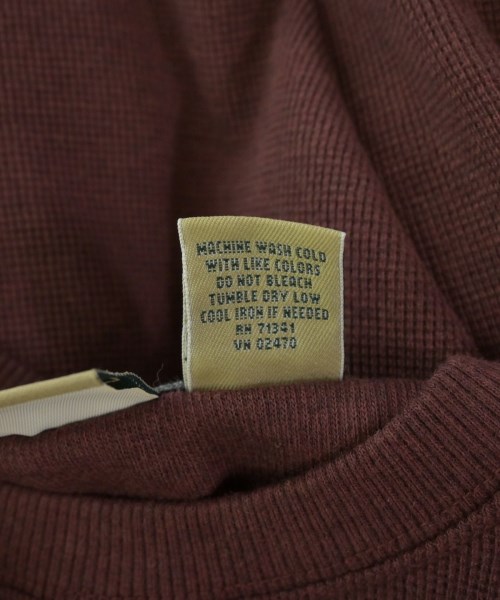 MACHINE WASH COLD
WITH LIKE COLORS
DO NOT BLEACH
TUMBLE DRY LOW
COOL IRON IF NEEDED
RN 71341
VN 02470